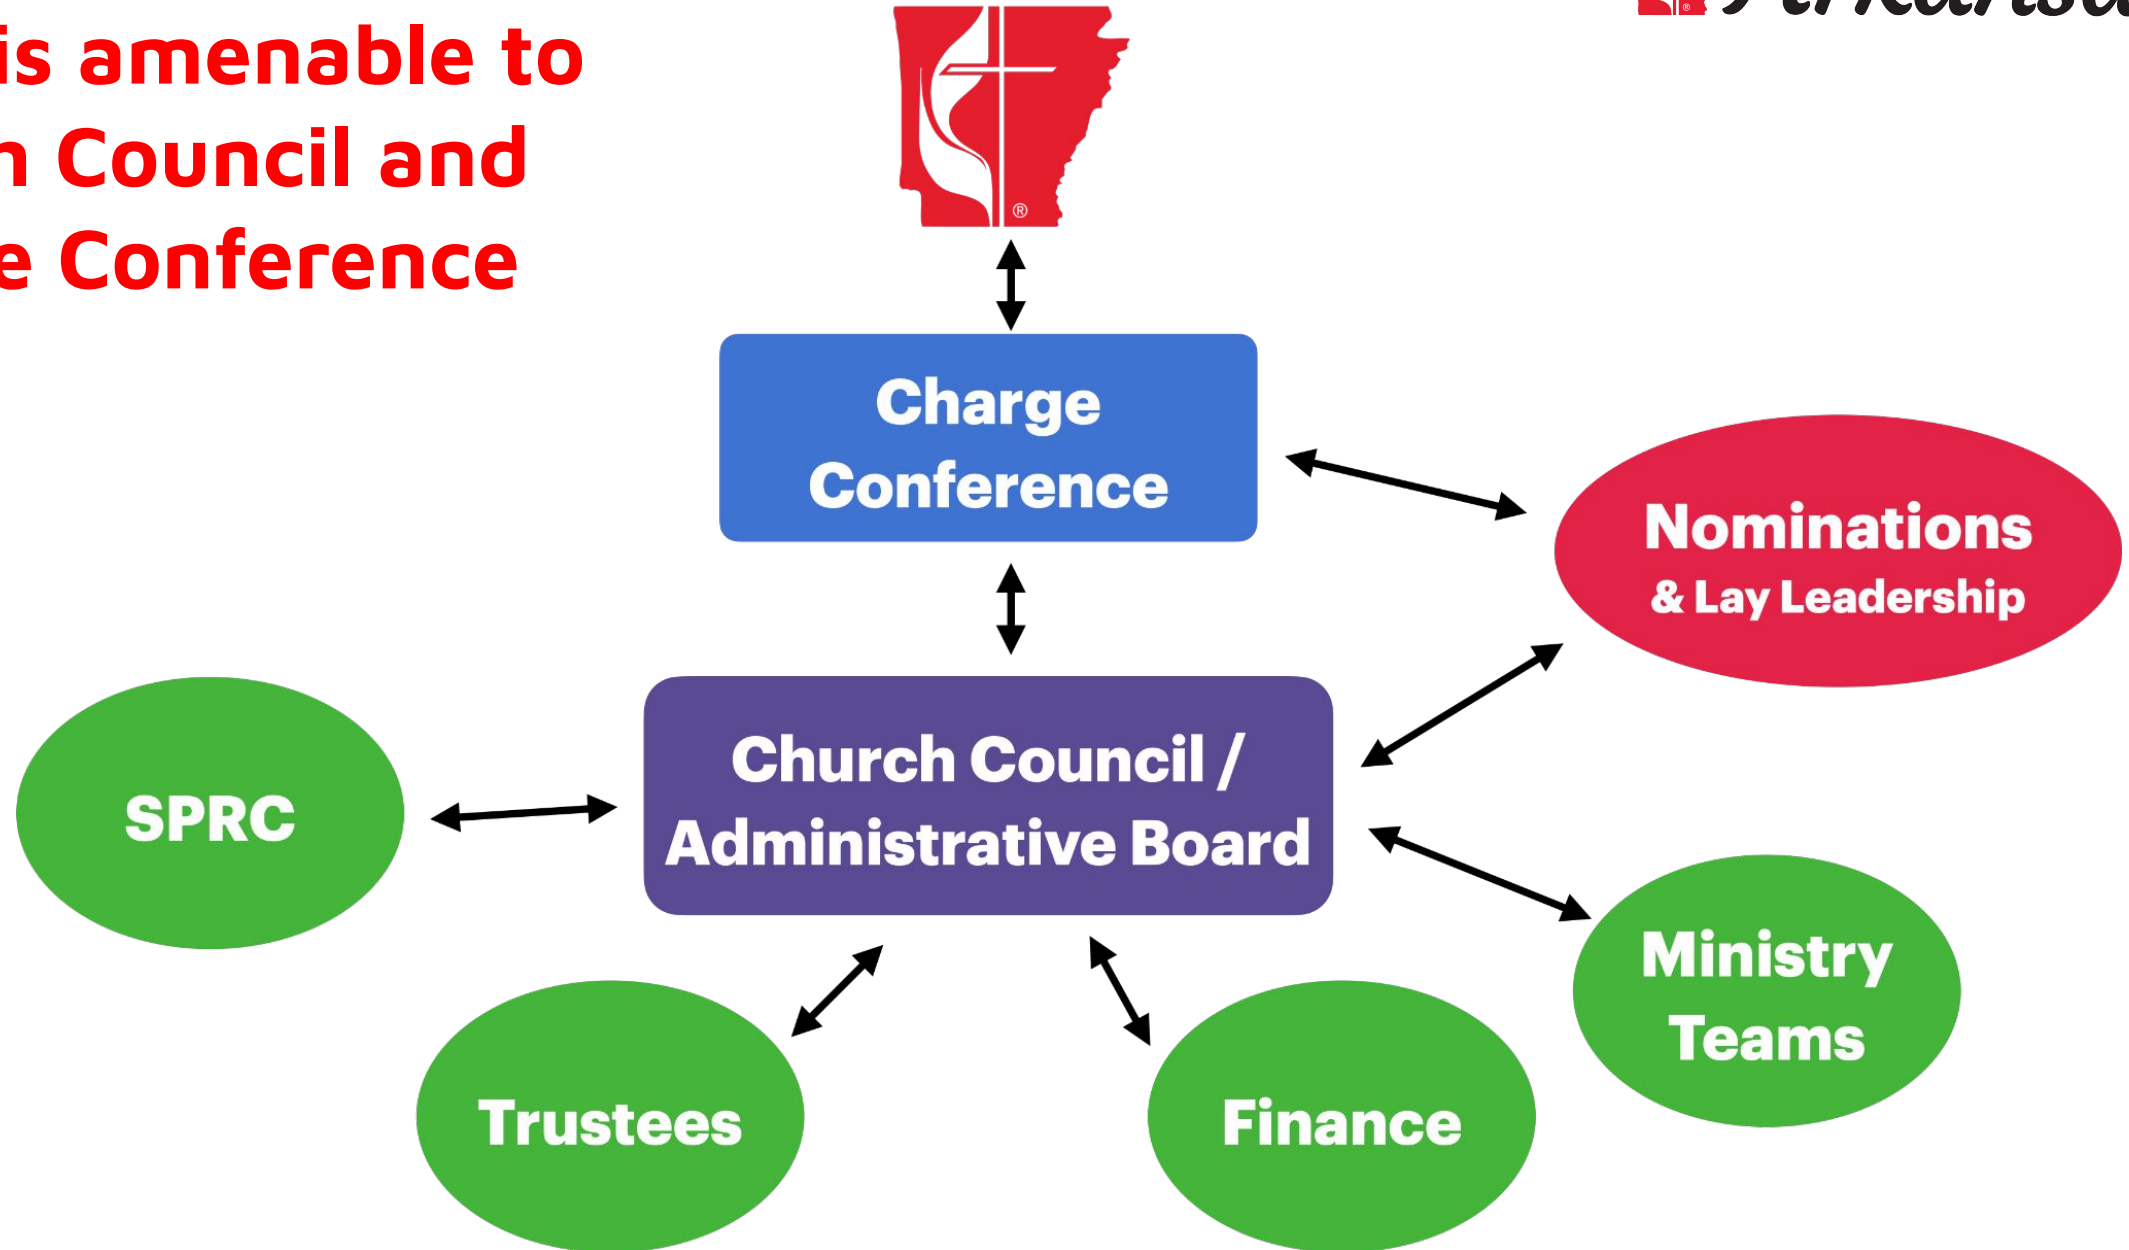 is amenable to
Council and
Conference
®
Charge
Conference
Nominations
& Lay Leadership
Church Council /
Administrative Board
SPRC
Ministry
Teams
Trustees
Finance